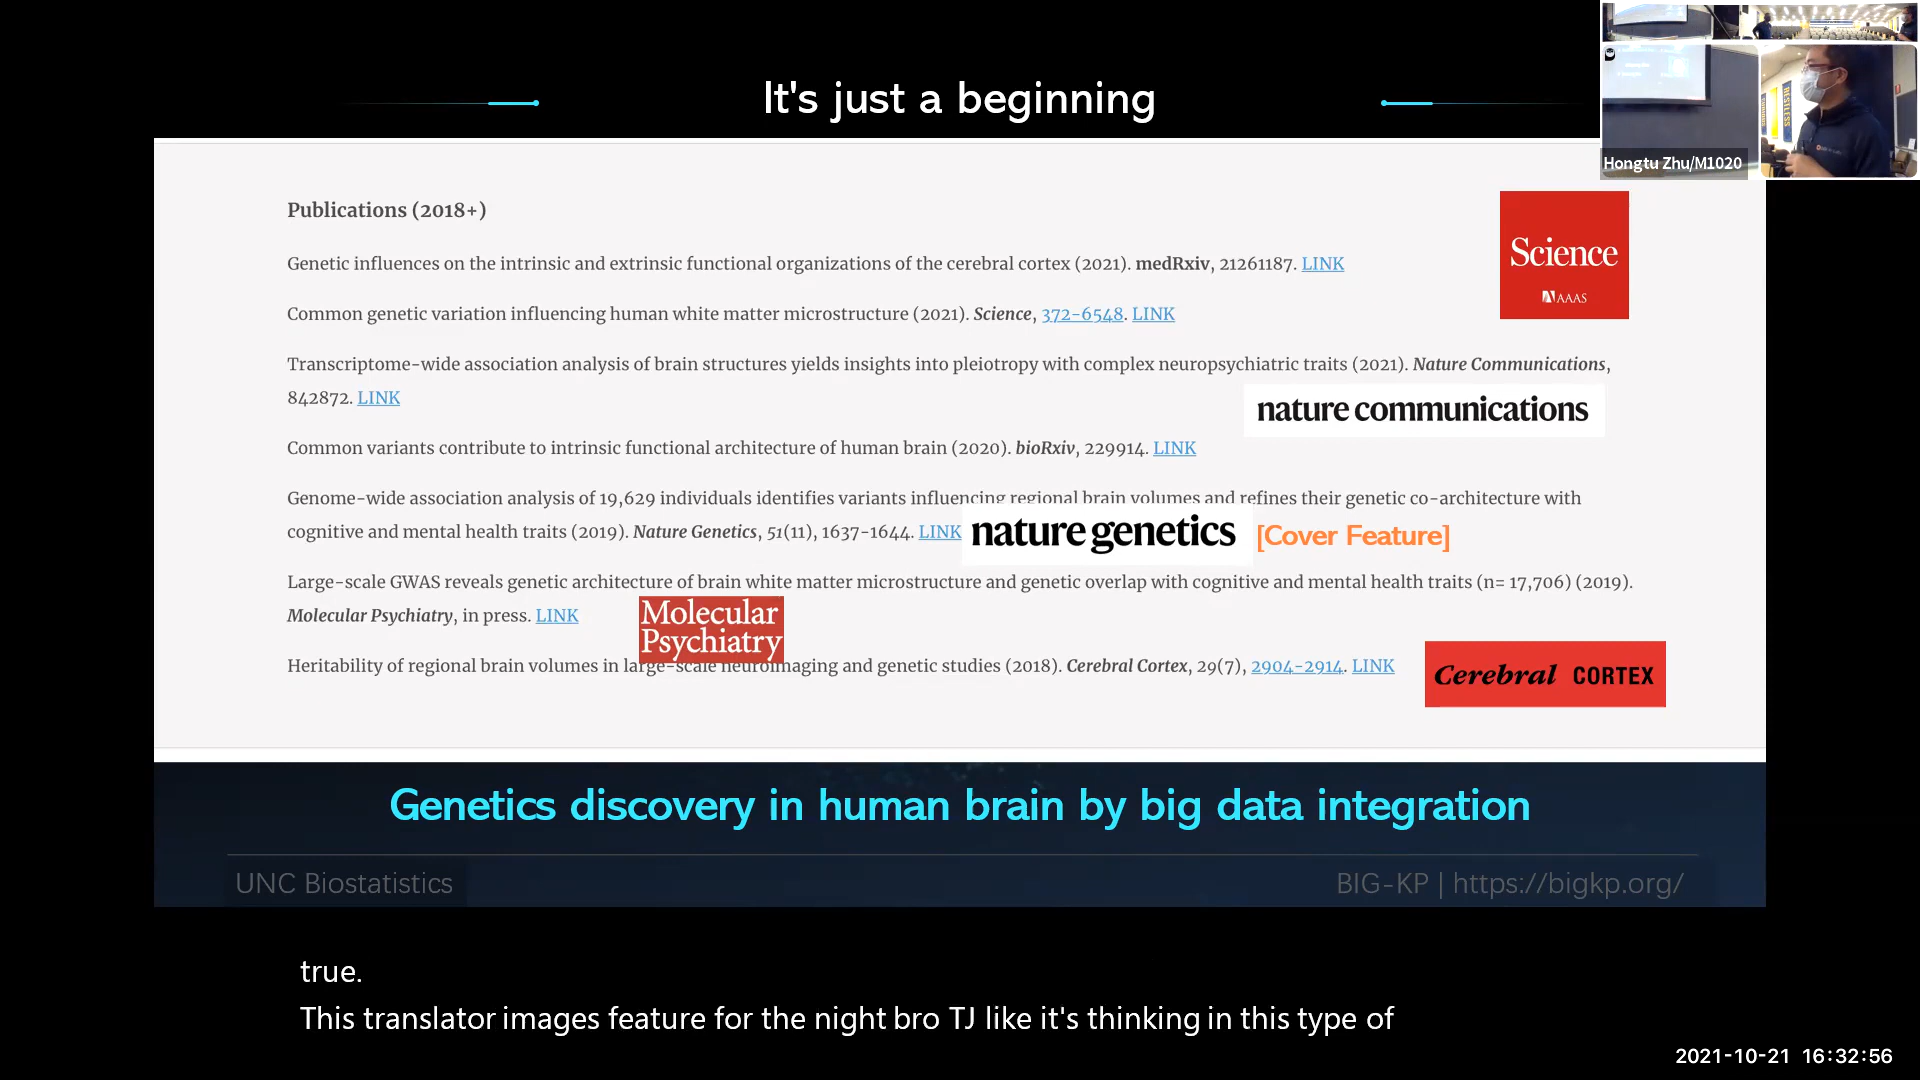 It's just a beginning
Hongtu Zhu/M1020
Publications (2018+)
Science
AAAS
Genetic influences on the intrinsic and extrinsic functional organizations of the cerebral cortex (2021). medRxiv, 21261187. LINK
Common genetic variation influencing human white matter microstructure (2021). Science, 372-6548. LINK
Transcriptome-wide association analysis of brain structures yields insights into pleiotropy with complex neuropsychiatric traits (2021). Nature Communications,
842872. LINK
nature communications
Common variants contribute to intrinsic functional architecture of human brain (2020). bioRxiv, 229914. LINK
Genome-wide association analysis of 19,629 individuals identifies variants influencing regional brain volumes and refines their genetic co-architecture with
cognitive and mental health traits (2019). Nature Genetics, 51(11), 1637-1644. LINK
nature genetics
[Cover Feature]
Large-scale GWAS reveals genetic architecture of brain white matter microstructure and genetic overlap with cognitive and mental health traits (n= 17,706) (2019).
Molecular Psychiatry, in press. LINK
Molecular
Psychiatry
Heritability of regional brain volumes in large-scale neuroimaging and genetic studies (2018). Cerebral Cortex, 29(7), 2904-2914. LINK
Cerebral CORTEX
Genetics discovery in human brain by big data integration
UNC Biostatistics
BIG-KP | https://bigkp.org/
true.
This translator images feature for the night bro TJ like it's thinking in this type of
2021-10-21 16:32:56